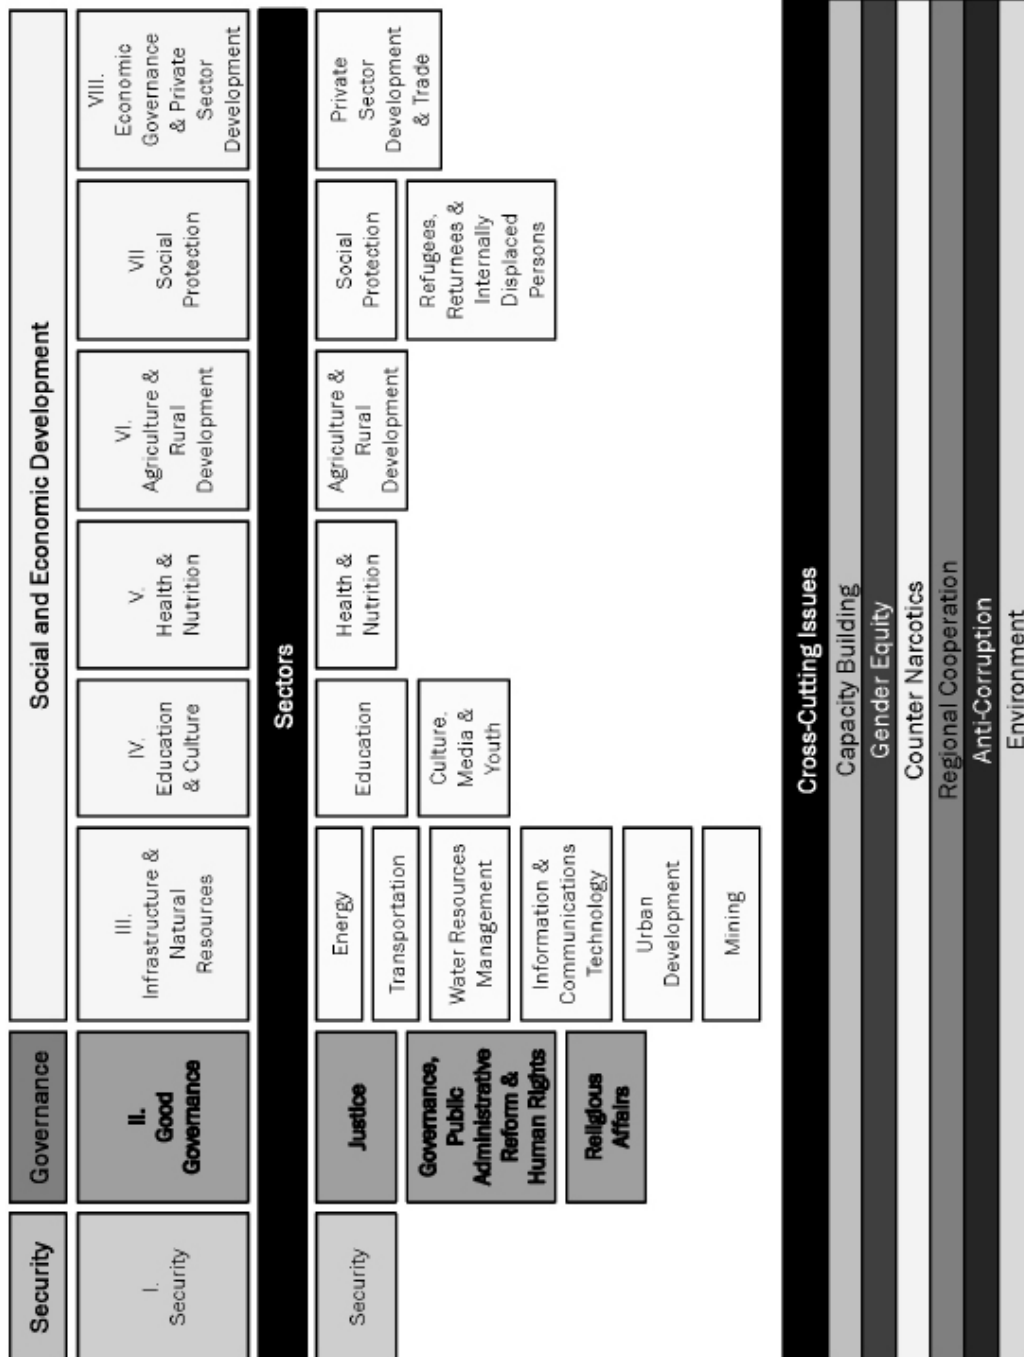 Security
Governance
Social and Economic Development
I.
Security
II.
Good
Governance
III.
Infrastructure &
Natural
Resources
IV.
Education
& Culture
V.
Health &
Nutrition
VI.
Agriculture &
Rural
Development
VII
Social
Protection
VIII.
Economic
Governance
& Private
Sector
Development
Sectors
Security
Justice
Governance,
Public
Administrative
Reform &
Human Rights
Religious
Affairs
Energy
Transportation
Water Resources
Management
Information &
Communications
Technology
Urban
Development
Mining
Education
Culture,
Media &
Youth
Health &
Nutrition
Agriculture &
Rural
Development
Social
Protection
Refugees,
Returnees &
Internally
Displaced
Persons
Private
Sector
Development
& Trade
Cross-Cutting Issues
Capacity Building
Gender Equity
Counter Narcotics
Regional Cooperation
Anti-Corruption
Environment